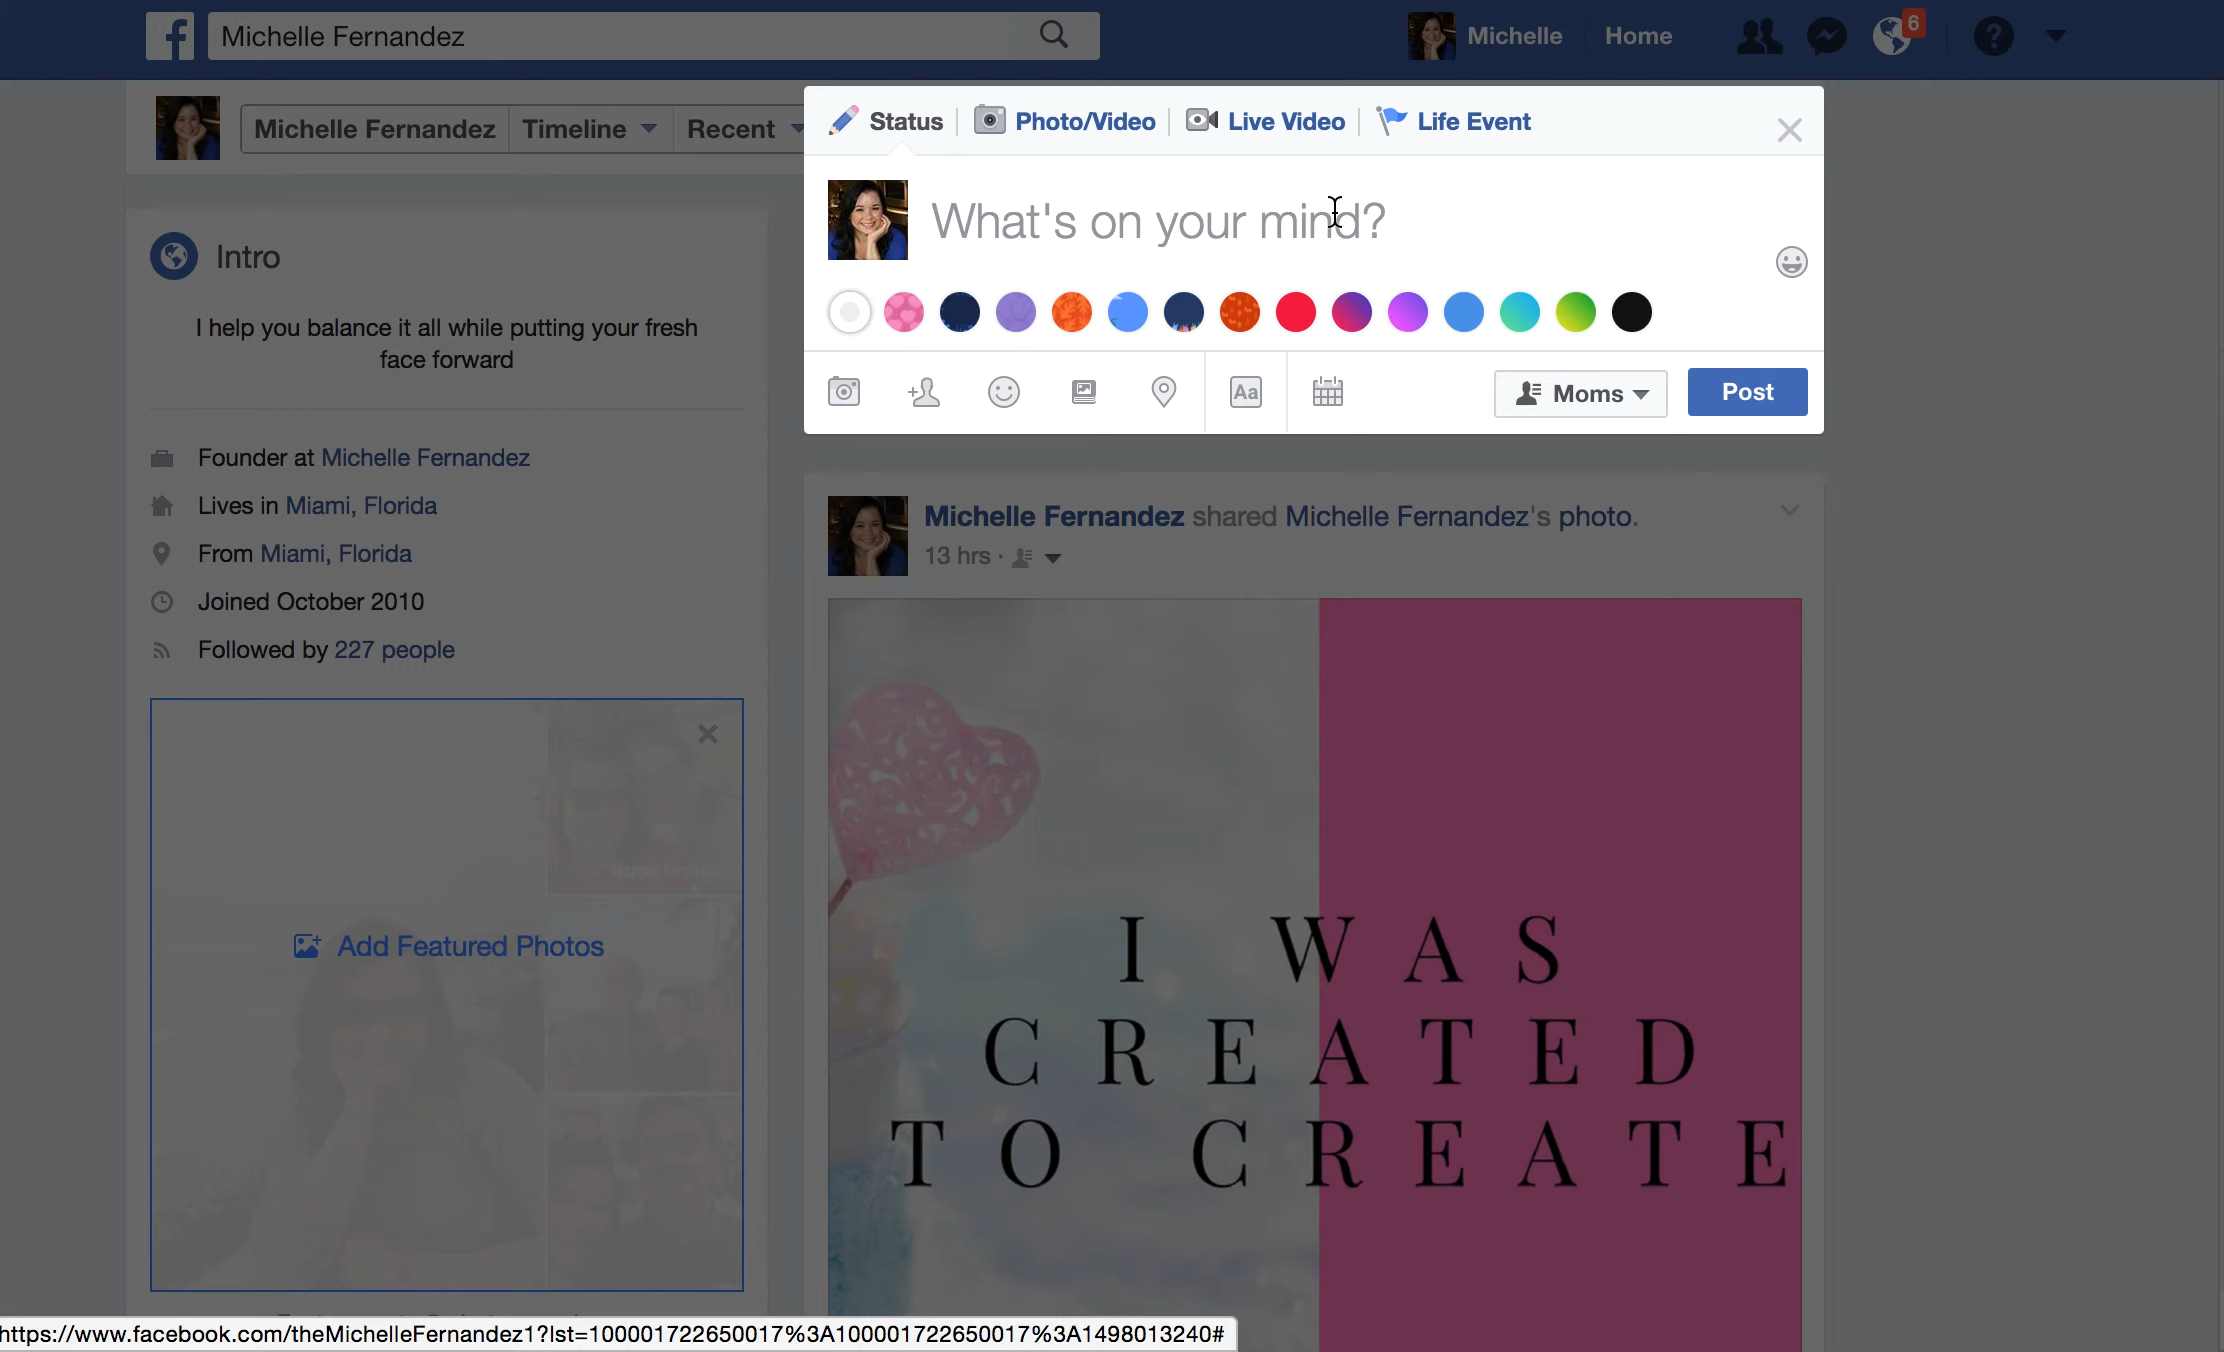 Michelle Fernandez
Michelle
Home
6
?
Michelle Fernandez
Timeline
Recent
Status
Photo/Video
Live Video
Life Event
What's on your mind?
Aa
Moms
Post
Intro
I help you balance it all while putting your fresh
face forward
Founder at Michelle Fernandez
Lives in Miami, Florida
From Miami, Florida
Joined October 2010
Followed by 227 people
Add Featured Photos
Michelle Fernandez shared Michelle Fernandez's photo.
13 hrs ·
I WAS
CREATED
TO CREATE
https://www.facebook.com/theMichelleFernandez1?lst=100001722650017%3A100001722650017%3A1498013240#